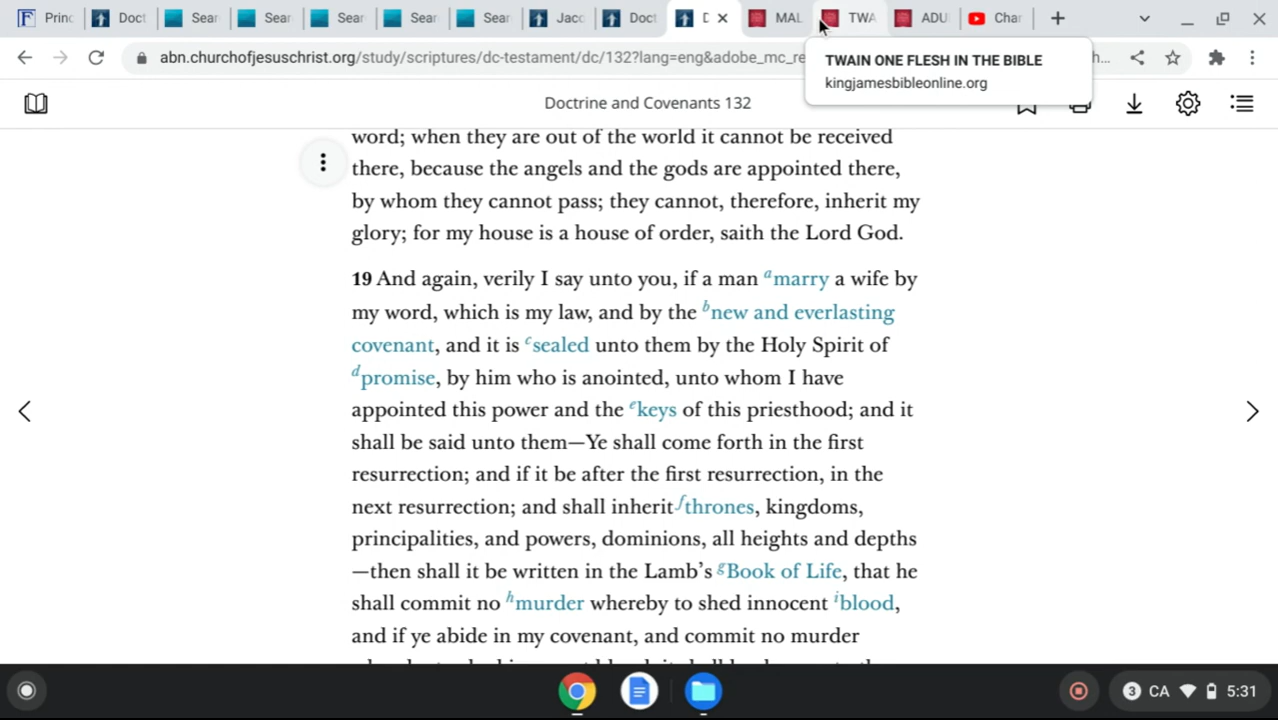 Princ
Doct
Sear
Sear
Sear
Sear
Sear
Jaco
Doct
D
MAL
TWA
ADU
Char
abn.churchofjesuschrist.org/study/scriptures/dc-testament/dc/132?lang=eng&adobe_mc_re
h...
TWAIN ONE FLESH IN THE BIBLE
kingjamesbibleonline.org
Doctrine and Covenants 132
word; when they are out of the world it cannot be received
there, because the angels and the gods are appointed there,
by whom they cannot pass; they cannot, therefore, inherit my
glory; for my house is a house of order, saith the Lord God.
19 And again, verily I say unto you, if a man a marry a wife by
my word, which is my law, and by the b new and everlasting
covenant, and it is c sealed unto them by the Holy Spirit of
d promise, by him who is anointed, unto whom I have
appointed this power and the e keys of this priesthood; and it
shall be said unto them—Ye shall come forth in the first
resurrection; and if it be after the first resurrection, in the
next resurrection; and shall inherit f thrones, kingdoms,
principalities, and powers, dominions, all heights and depths
—then shall it be written in the Lamb's g Book of Life, that he
shall commit no h murder whereby to shed innocent i blood,
and if ye abide in my covenant, and commit no murder
3 CA 5:31